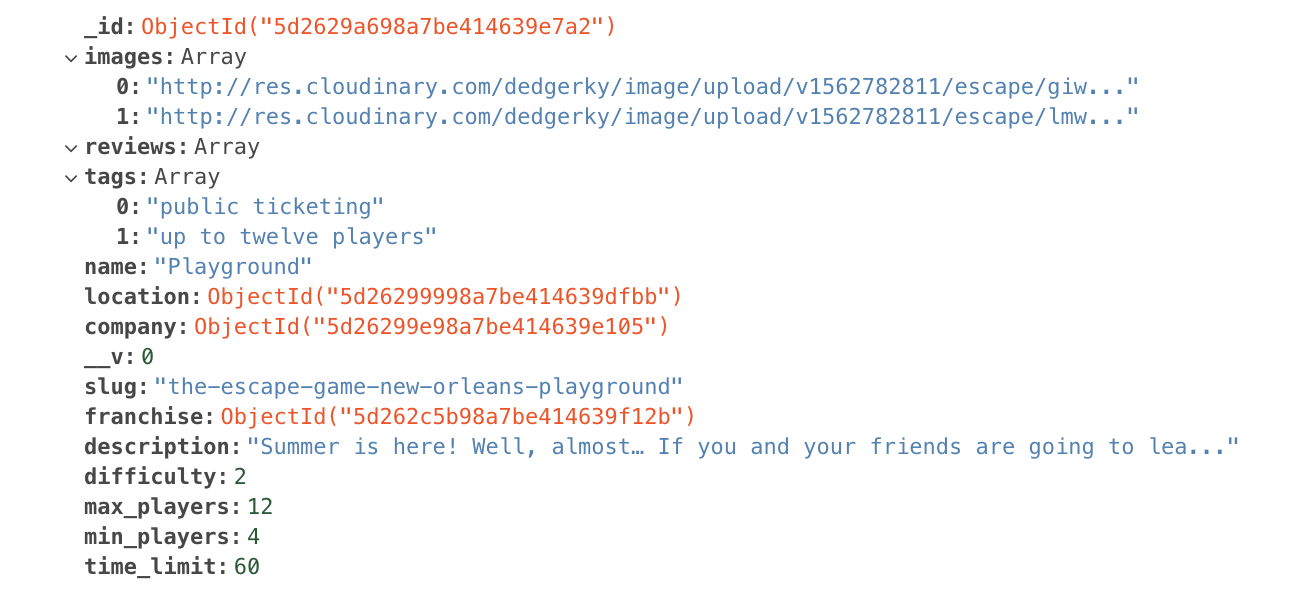 _id: ObjectId("5d2629a698a7be414639e7a2")
images: Array
0: "http://res.cloudinary.com/dedgerky/image/upload/v1562782811/escape/giw..."
1: "http://res.cloudinary.com/dedgerky/image/upload/v1562782811/escape/lmw..."
reviews: Array
tags: Array
0: "public ticketing"
1: "up to twelve players"
name: "Playground"
location: ObjectId("5d26299998a7be414639dfbb")
company: ObjectId("5d26299e98a7be414639e105")
__v: 0
slug: "the-escape-game-new-orleans-playground"
franchise: ObjectId("5d262c5b98a7be414639f12b")
description: "Summer is here! Well, almost… If you and your friends are going to lea..."
difficulty: 2
max_players: 12
min_players: 4
time_limit: 60